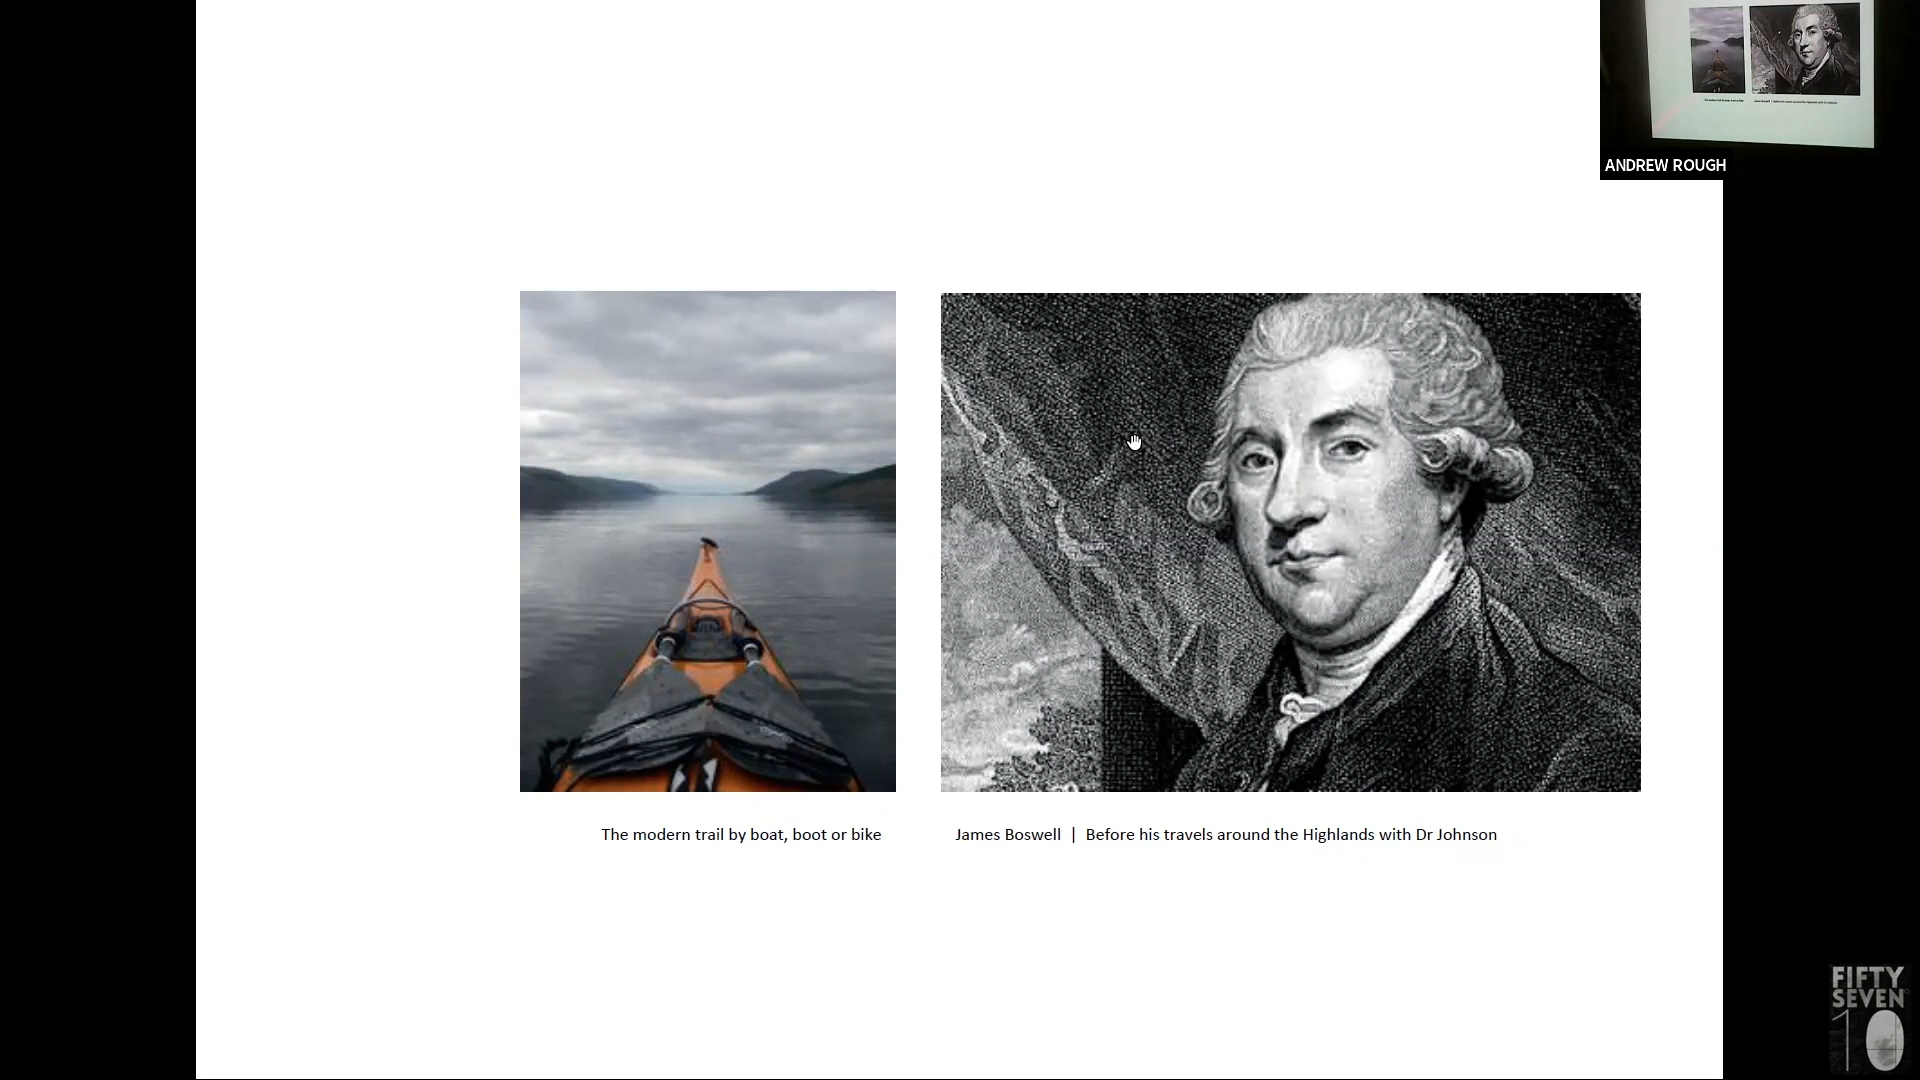 ANDREW ROUGH
The modern trail by boat, boot or bike
James Boswell | Before his travels around the Highlands with Dr Johnson
FIFTY
SEVEN
10